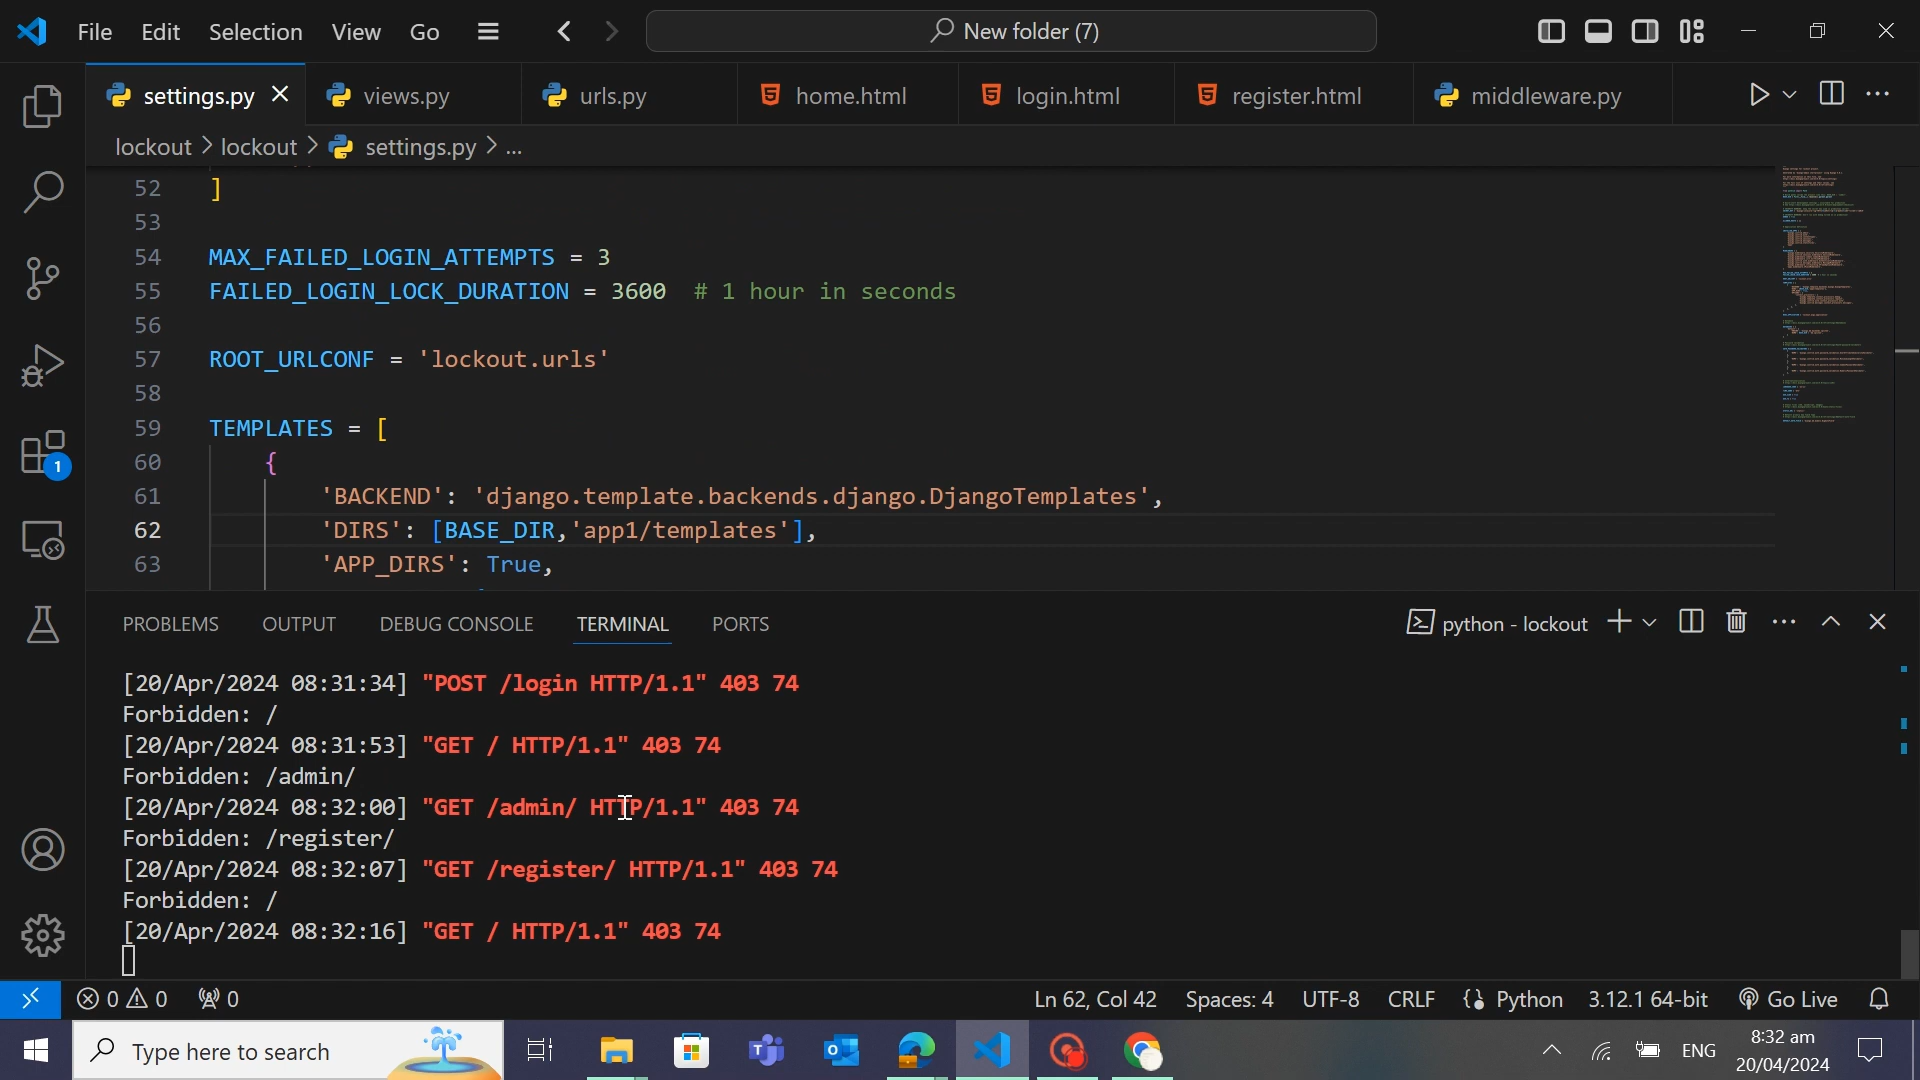 File Edit Selection View Go New folder (7)
settings.py views.py urls.py home.html login.html register.html middleware.py
lockout > lockout > settings.py > ...
52 ]
53
54 MAX_FAILED_LOGIN_ATTEMPTS = 3
55 FAILED_LOGIN_LOCK_DURATION = 3600 # 1 hour in seconds
56
57 ROOT_URLCONF = 'lockout.urls'
58
59 TEMPLATES = [
60 {
61 'BACKEND': 'django.template.backends.django.DjangoTemplates',
62 'DIRS': [BASE_DIR,'app1/templates'],
63 'APP_DIRS': True,
1
PROBLEMS OUTPUT DEBUG CONSOLE TERMINAL PORTS python - lockout
[20/Apr/2024 08:31:34] "POST /login HTTP/1.1" 403 74
Forbidden: /
[20/Apr/2024 08:31:53] "GET / HTTP/1.1" 403 74
Forbidden: /admin/
[20/Apr/2024 08:32:00] "GET /admin/ HTTP/1.1" 403 74
Forbidden: /register/
[20/Apr/2024 08:32:07] "GET /register/ HTTP/1.1" 403 74
Forbidden: /
[20/Apr/2024 08:32:16] "GET / HTTP/1.1" 403 74
0 0 0 Ln 62, Col 42 Spaces: 4 UTF-8 CRLF Python 3.12.1 64-bit Go Live
Type here to search ENG 8:32 am
20/04/2024